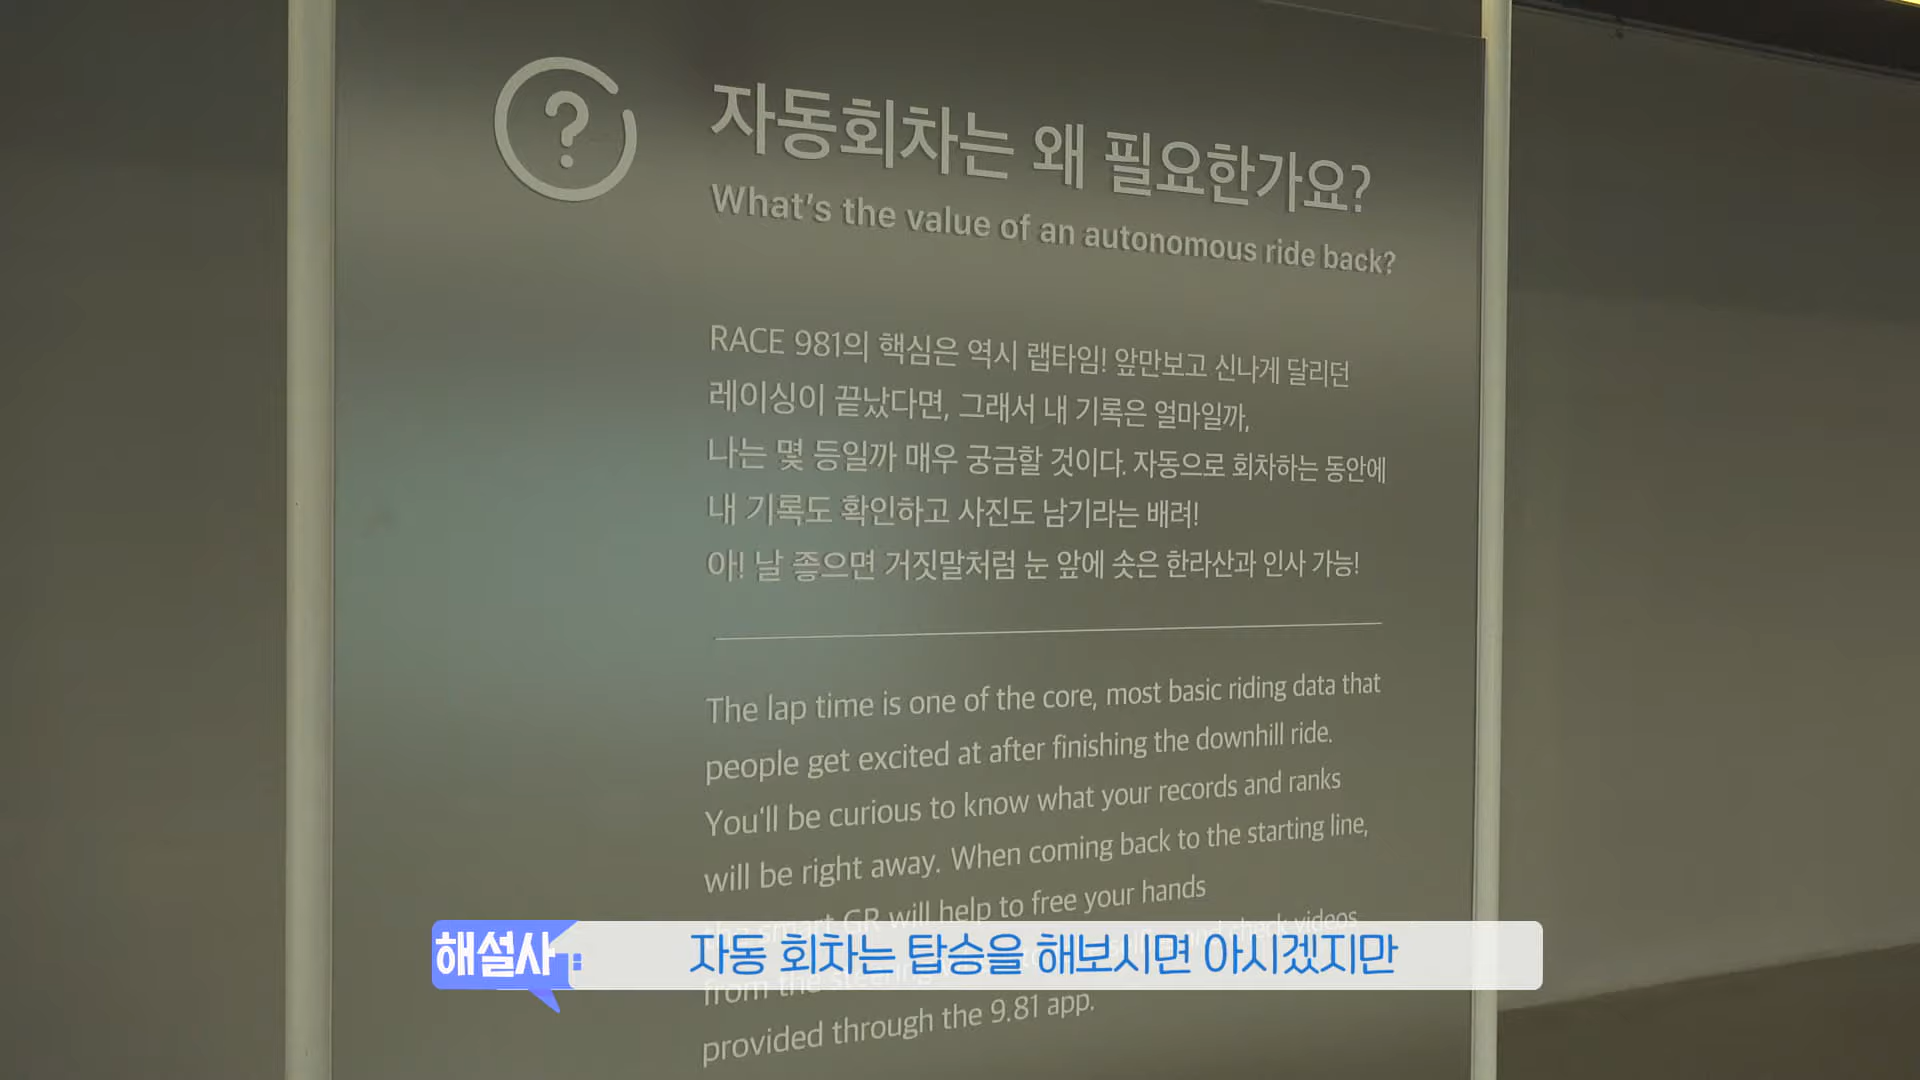 ?
자동회차는 왜 필요한가요?
What's the value of an autonomous ride back?
RACE 981의 핵심은 역시 랩타임! 앞만보고 신나게 달리던
레이싱이 끝났다면, 그래서 내 기록은 얼마일까,
나는 몇 등일까 매우 궁금할 것이다. 자동으로 회차하는 동안에
내 기록도 확인하고 사진도 남기라는 배려!
아! 날 좋으면 거짓말처럼 눈 앞에 솟은 한라산과 인사 가능!
The lap time is one of the core, most basic riding data that
people get excited at after finishing the downhill ride.
You'll be curious to know what your records and ranks
will be right away. When coming back to the starting line,
the smart GR will help to free your hands
from the steering and check videos
provided through the 9.81 app.
해설사 :
자동 회차는 탑승을 해보시면 아시겠지만